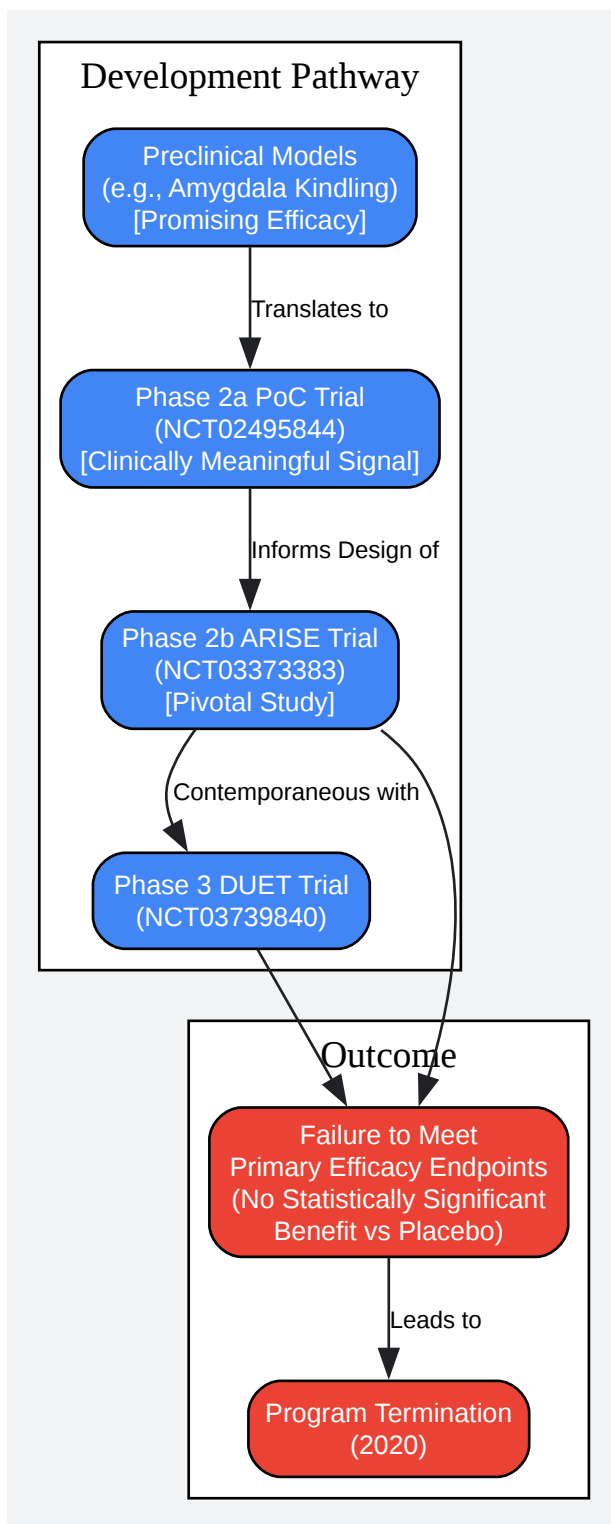 Development Pathway
Preclinical Models
(e.g., Amygdala Kindling)
[Promising Efficacy]
Translates to
Phase 2a PoC Trial
(NCT02495844)
[Clinically Meaningful Signal]
Informs Design of
Phase 2b ARISE Trial
(NCT03373383)
[Pivotal Study]
Contemporaneous with
Phase 3 DUET Trial
(NCT03739840)
Outcome
Failure to Meet
Primary Efficacy Endpoints
(No Statistically Significant
Benefit vs Placebo)
Leads to
Program Termination
(2020)